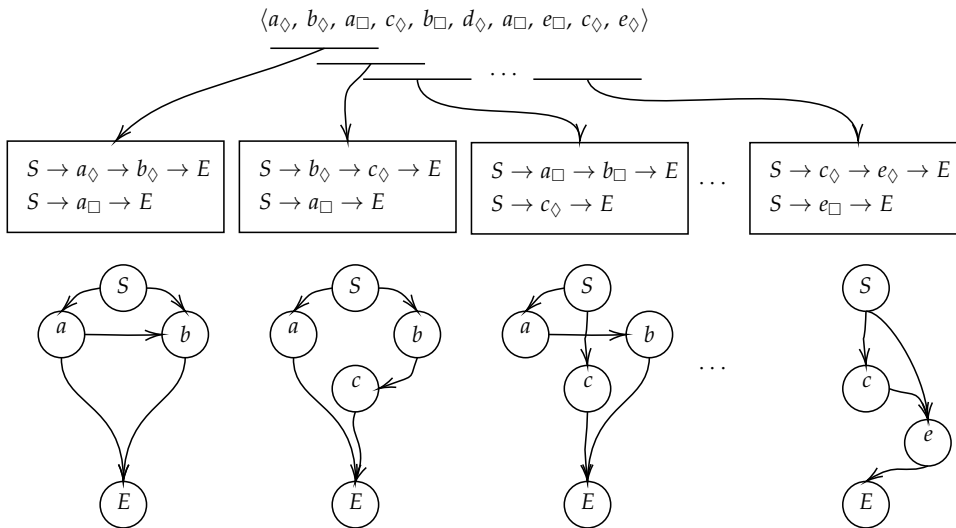 ⟨a◊, b◊, a□, c◊, b□, d◊, a□, e□, c◊, e◊⟩
...
S → a◊ → b◊ → E
S → a□ → E
S → b◊ → c◊ → E
S → a□ → E
S → a□ → b□ → E
S → c◊ → E
...
S → c◊ → e◊ → E
S → e□ → E
S
a
b
E
S
a
b
c
E
S
a
b
c
E
...
S
c
e
E